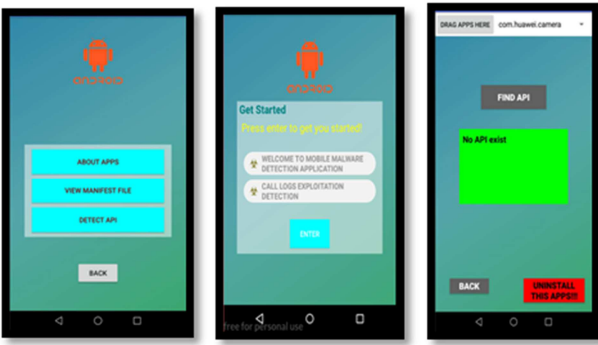 ANDROID
ABOUT APPS
VIEW MANIFEST FILE
DETECT API
BACK
ANDROID
Get Started
Press enter to get you started!
WELCOME TO MOBILE MALWARE
DETECTION APPLICATION
CALL LOGS EXPLOITATION
DETECTION
ENTER
free for personal use
DRAG APPS HERE com.huawei.camera
FIND API
No API exist
BACK
UNINSTALL
THIS APPS!!!